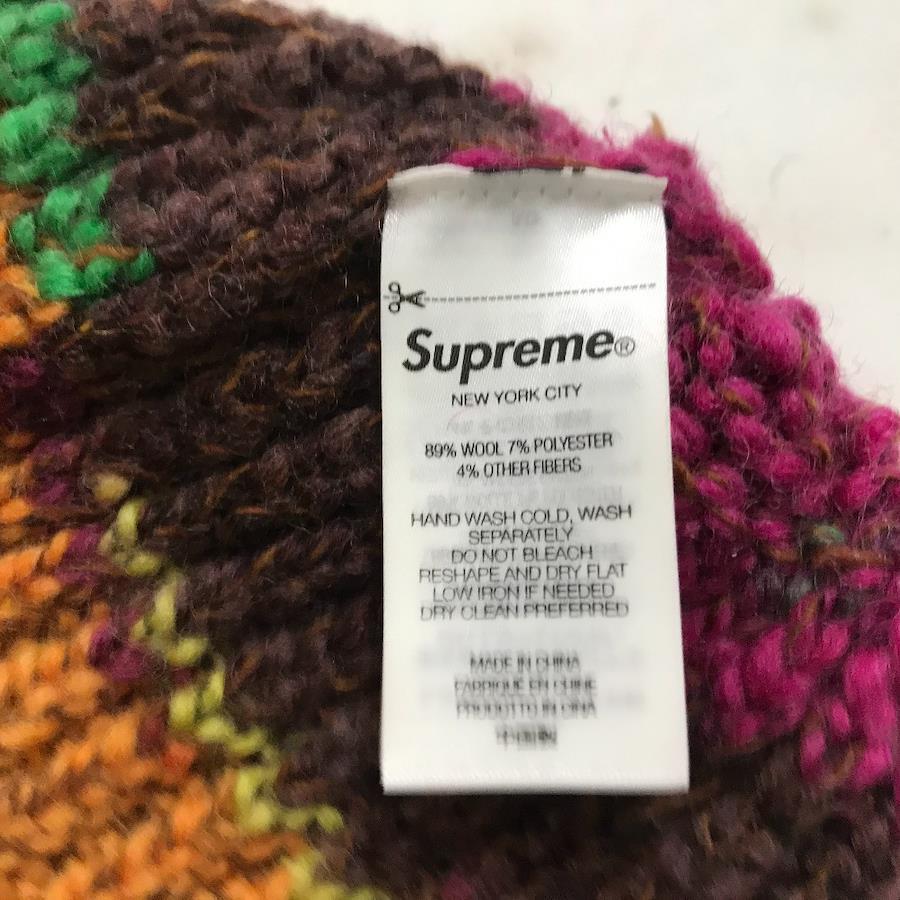 Supreme®
NEW YORK CITY
89% WOOL 7% POLYESTER
4% OTHER FIBERS
HAND WASH COLD, WASH
SEPARATELY
DO NOT BLEACH
RESHAPE AND DRY FLAT
LOW IRON IF NEEDED
DRY CLEAN PREFERRED
MADE IN CHINA
FABRIQUÉ EN CHINE
PRODOTTO IN CINA